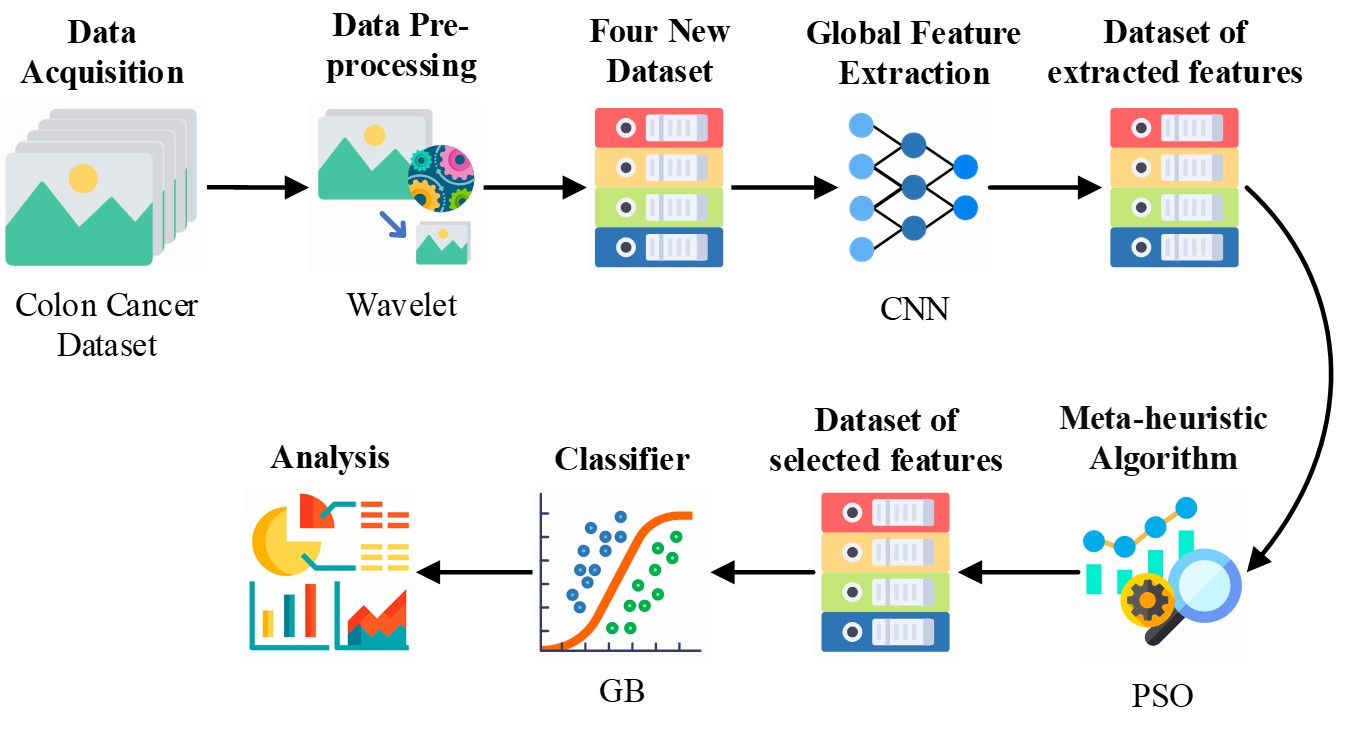 Data
Acquisition
Colon Cancer
Dataset
Data Pre-
processing
Wavelet
Four New
Dataset
Global Feature
Extraction
CNN
Dataset of
extracted features
Meta-heuristic
Algorithm
PSO
Dataset of
selected features
Classifier
GB
Analysis